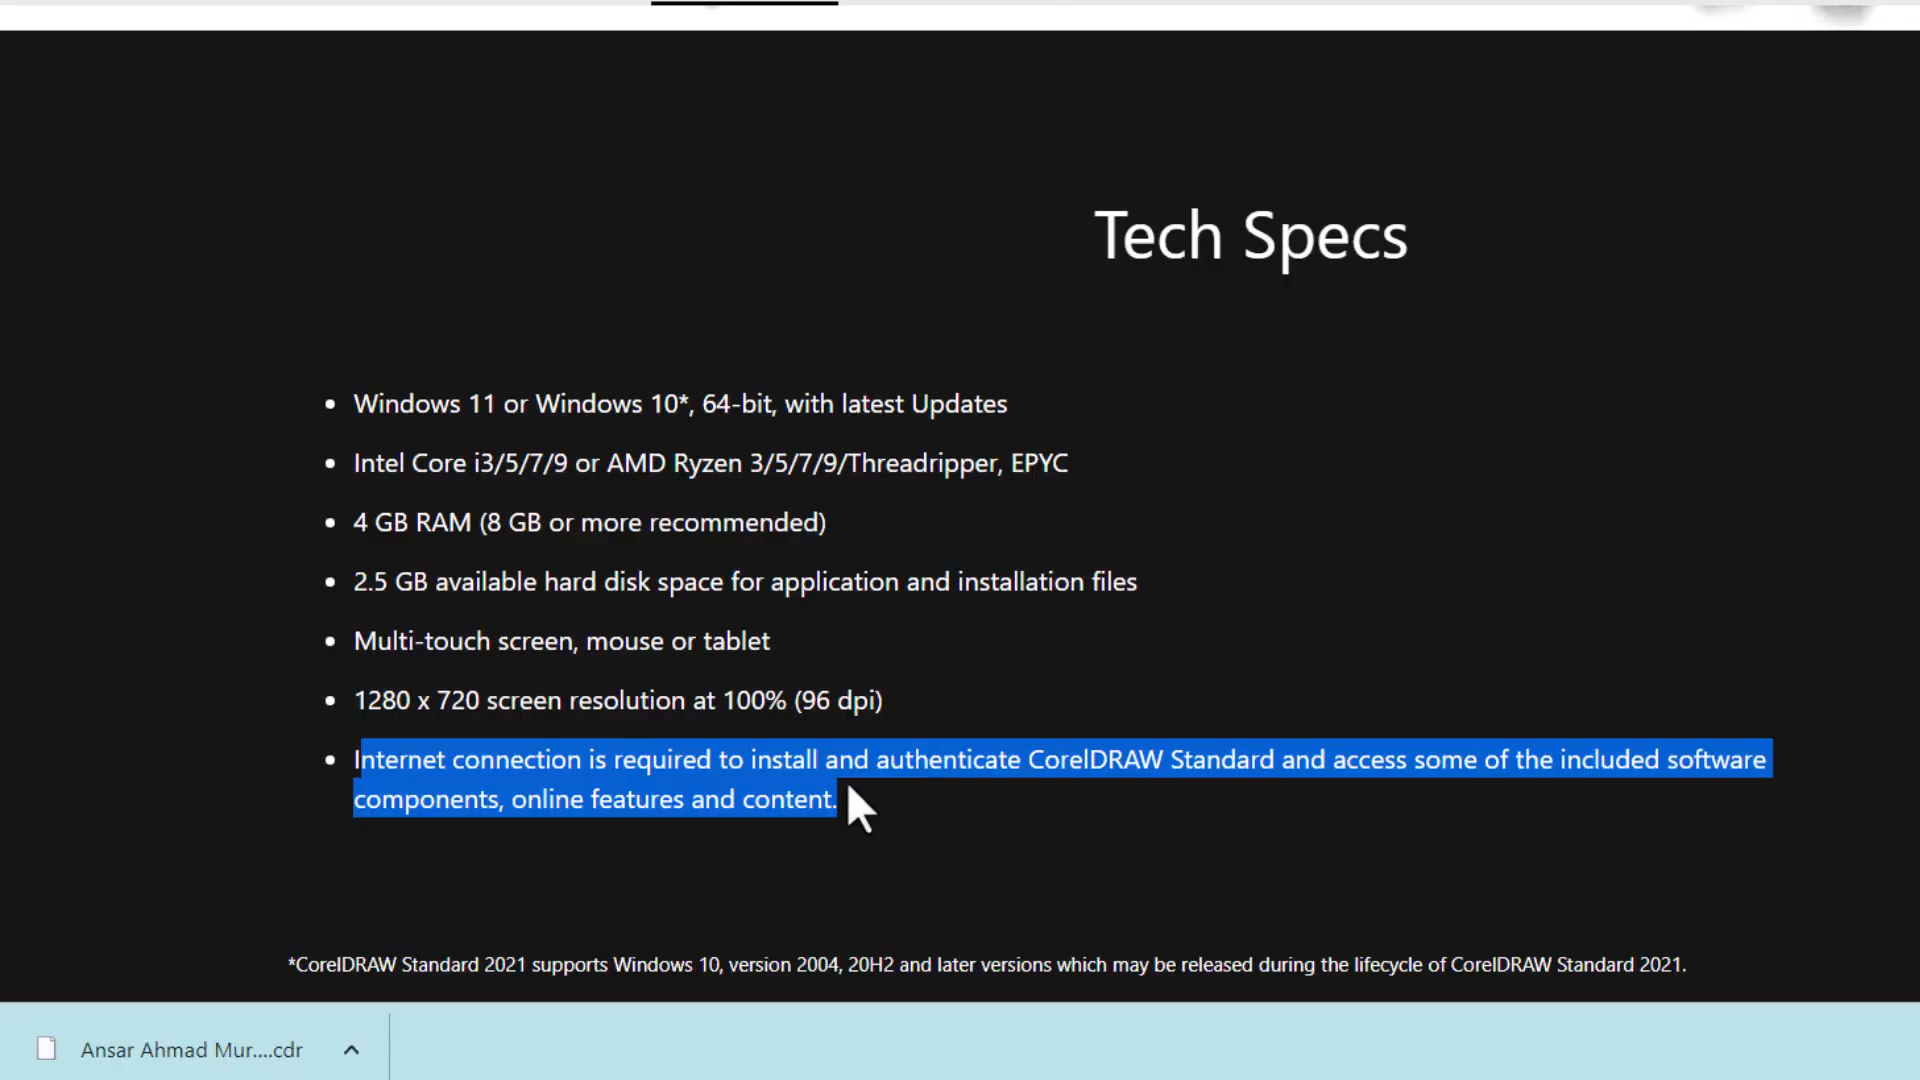 Tech Specs
• Windows 11 or Windows 10*, 64-bit, with latest Updates
• Intel Core i3/5/7/9 or AMD Ryzen 3/5/7/9/Threadripper, EPYC
• 4 GB RAM (8 GB or more recommended)
• 2.5 GB available hard disk space for application and installation files
• Multi-touch screen, mouse or tablet
• 1280 x 720 screen resolution at 100% (96 dpi)
• Internet connection is required to install and authenticate CorelDRAW Standard and access some of the included software
components, online features and content.
*CorelDRAW Standard 2021 supports Windows 10, version 2004, 20H2 and later versions which may be released during the lifecycle of CorelDRAW Standard 2021.
Ansar Ahmad Mur....cdr